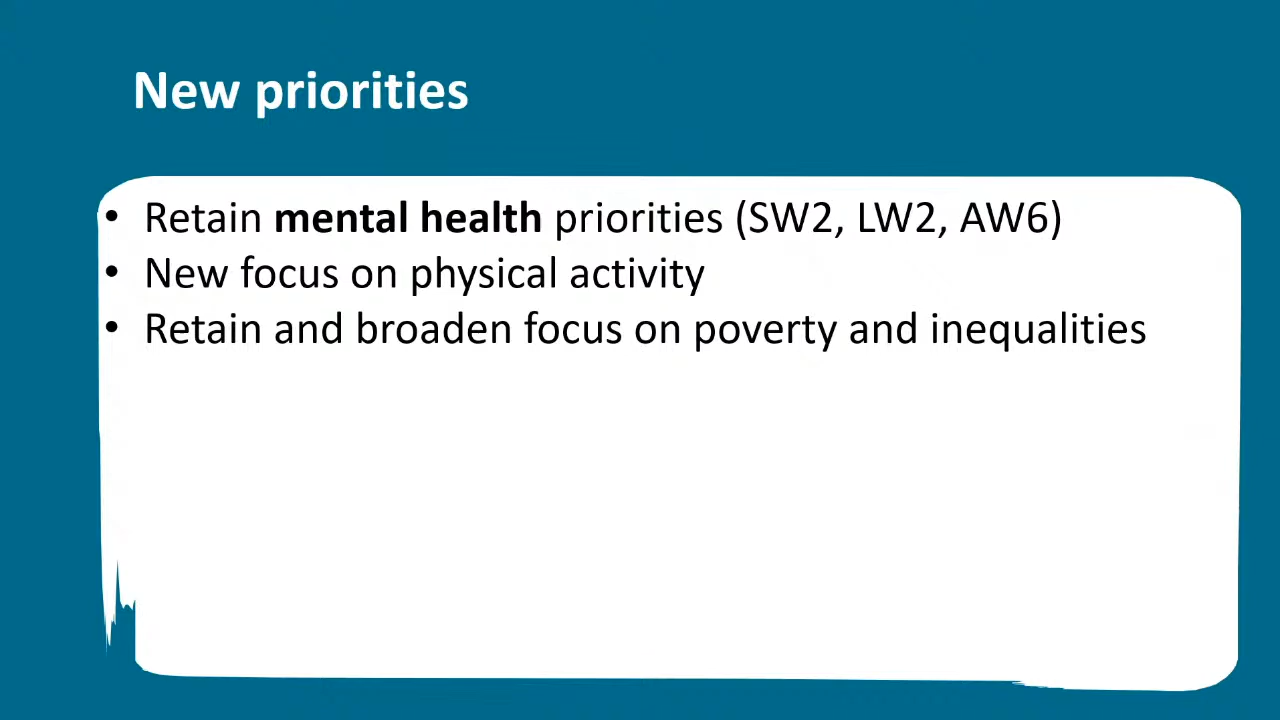 New priorities
• Retain mental health priorities (SW2, LW2, AW6)
• New focus on physical activity
• Retain and broaden focus on poverty and inequalities